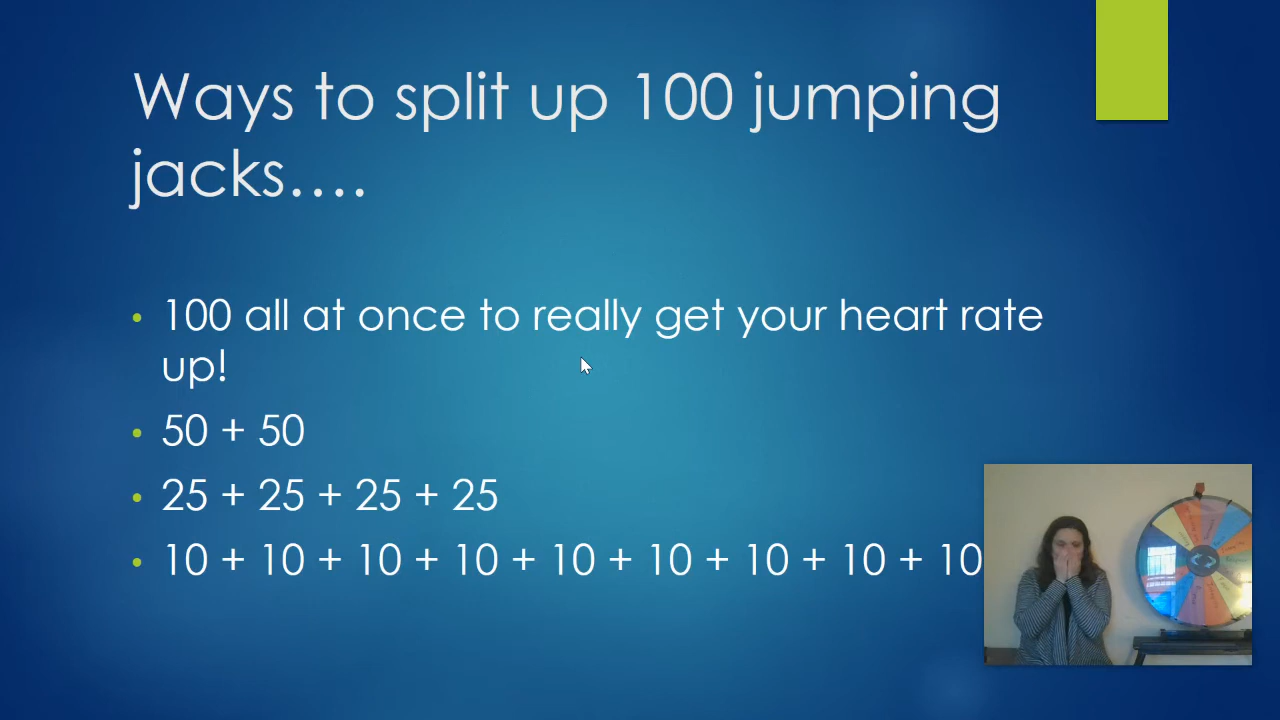 Ways to split up 100 jumping
jacks....
• 100 all at once to really get your heart rate
up!
• 50 + 50
• 25 + 25 + 25 + 25
• 10 + 10 + 10 + 10 + 10 + 10 + 10 + 10 + 10